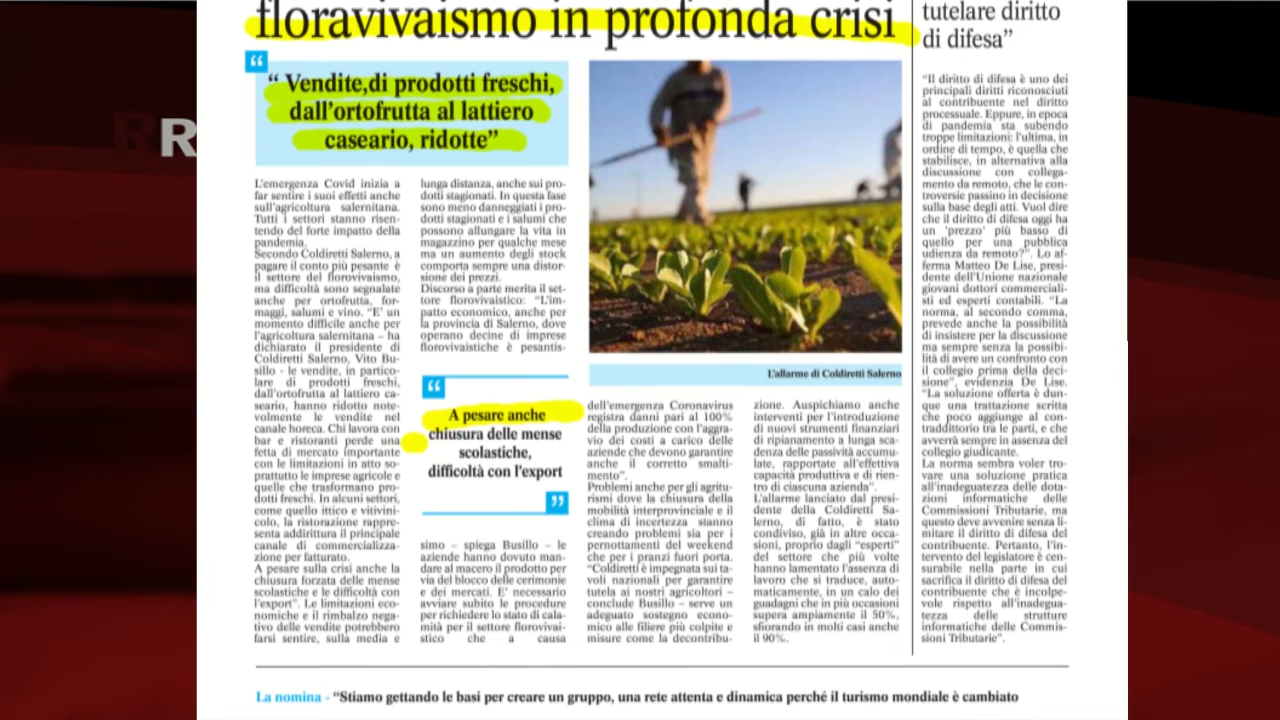 floravivaismo in profonda crisi
“
“ Vendite,di prodotti freschi,
dall’ortofrutta al lattiero
caseario, ridotte”
L’emergenza Covid inizia a
far sentire i suoi effetti anche
sull’agricoltura salernitana.
Tutti i settori stanno risen-
tendo del forte impatto della
pandemia.
Secondo Coldiretti Salerno, a
pagare il conto più pesante è
il settore del florovivaismo,
ma difficoltà sono segnalate
anche per ortofrutta, for-
maggi, salumi e vino. “E’ un
momento difficile anche per
l’agricoltura salernitana – ha
dichiarato il presidente di
Coldiretti Salerno, Vito Bu-
sillo - le vendite, in partico-
lare di prodotti freschi,
dall’ortofrutta al lattiero ca-
seario, hanno ridotto note-
volmente le vendite nel
canale horeca. Chi lavora con
bar e ristoranti perde una
fetta di mercato importante
con le limitazioni in atto so-
prattutto le imprese agricole e
quelle che trasformano pro-
dotti freschi. In alcuni settori,
come quello ittico e vitivini-
colo, la ristorazione rappre-
senta addirittura il principale
canale di commercializza-
zione per fatturato.
A pesare sulla crisi anche la
chiusura forzata delle mense
scolastiche e le difficoltà con
l’export”. Le limitazioni eco-
nomiche e il rimbalzo nega-
tivo delle vendite potrebbero
farsi sentire, sulla media e
lunga distanza, anche sui pro-
dotti stagionati. In questa fase
sono meno danneggiati i pro-
dotti stagionati e i salumi che
possono allungare la vita in
magazzino per qualche mese
ma un aumento degli stock
comporta sempre una distor-
sione dei prezzi.
Discorso a parte merita il set-
tore florovivaistico: “L’im-
patto economico, anche per
la provincia di Salerno, dove
operano decine di imprese
florovivaistiche è pesantis-
“
A pesare anche
chiusura delle mense
scolastiche,
difficoltà con l’export
”
simo – spiega Busillo – le
aziende hanno dovuto man-
dare al macero il prodotto per
via del blocco delle cerimonie
e dei mercati. E’ necessario
avviare subito le procedure
per richiedere lo stato di cala-
mità per il settore florovivai-
stico che a causa
L’allarme di Coldiretti Salerno
dell’emergenza Coronavirus
registra danni pari al 100%
della produzione con l’aggra-
vio dei costi a carico delle
aziende che devono garantire
anche il corretto smalti-
mento”.
Problemi anche per gli agritu-
rismi dove la chiusura della
mobilità interprovinciale e il
clima di incertezza stanno
creando problemi sia per i
pernottamenti del weekend
che per i pranzi fuori porta.
“Coldiretti è impegnata sui ta-
voli nazionali per garantire
tutela ai nostri agricoltori –
conclude Busillo – serve un
adeguato sostegno econo-
mico alle filiere più colpite e
misure come la decontribu-
zione. Auspichiamo anche
interventi per l’introduzione
di nuovi strumenti finanziari
di ripianamento a lunga sca-
denza delle passività accumu-
late, rapportate all’effettiva
capacità produttiva e di rien-
tro di ciascuna azienda”.
L’allarme lanciato dal presi-
dente della Coldiretti Sa-
lerno, di fatto, è stato
condiviso, già in altre occa-
sioni, proprio dagli “esperti”
del settore che più volte
hanno lamentato l’assenza di
lavoro che si traduce, auto-
maticamente, in un calo dei
guadagni che in più occasioni
supera ampiamente il 50%,
sfiorando in molti casi anche
il 90%.
tutelare diritto
di difesa”
“Il diritto di difesa è uno dei
principali diritti riconosciuti
al contribuente nel diritto
processuale. Eppure, in epoca
di pandemia sta subendo
troppe limitazioni: l’ultima, in
ordine di tempo, è quella che
stabilisce, in alternativa alla
discussione con collega-
mento da remoto, che le con-
troversie passino in decisione
sulla base degli atti. Vuol dire
che il diritto di difesa oggi ha
un ’prezzo’ più basso di
quello per una pubblica
udienza da remoto?”. Lo af-
ferma Matteo De Lise, presi-
dente dell’Unione nazionale
giovani dottori commerciali-
sti ed esperti contabili. “La
norma, al secondo comma,
prevede anche la possibilità
di insistere per la discussione
ma sempre senza la possibi-
lità di avere un confronto con
il collegio prima della deci-
sione”, evidenzia De Lise.
“La soluzione offerta è dun-
que una trattazione scritta
che poco aggiunge al con-
traddittorio tra le parti, e che
avverrà sempre in assenza del
collegio giudicante.
La norma sembra voler tro-
vare una soluzione pratica
all’inadeguatezza delle dota-
zioni informatiche delle
Commissioni Tributarie, ma
questo deve avvenire senza li-
mitare il diritto di difesa del
contribuente. Pertanto, l’in-
tervento del legislatore è cen-
surabile nella parte in cui
sacrifica il diritto di difesa del
contribuente che è incolpe-
vole rispetto all’inadegua-
tezza delle strutture
informatiche delle Commis-
sioni Tributarie”.
La nomina - “Stiamo gettando le basi per creare un gruppo, una rete attenta e dinamica perché il turismo mondiale è cambiato